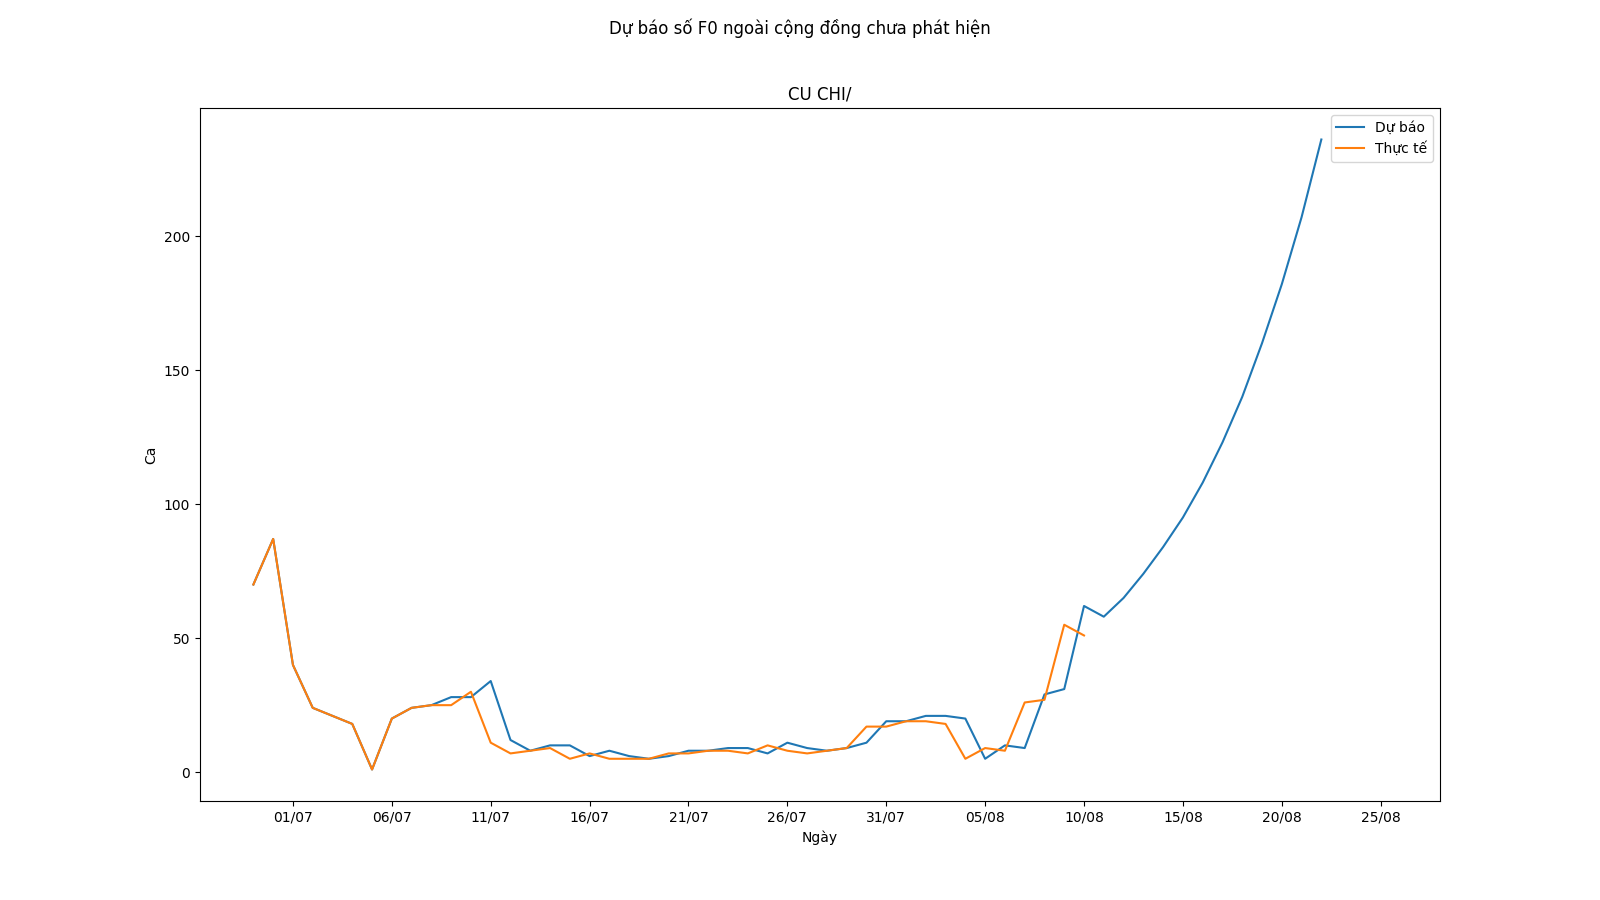 Dự báo số F0 ngoài cộng đồng chưa phát hiện
CU CHI/
Dự báo
Thực tế
Ca
200
150
100
50
0
01/07 06/07 11/07 16/07 21/07 26/07 31/07 05/08 10/08 15/08 20/08 25/08
Ngày